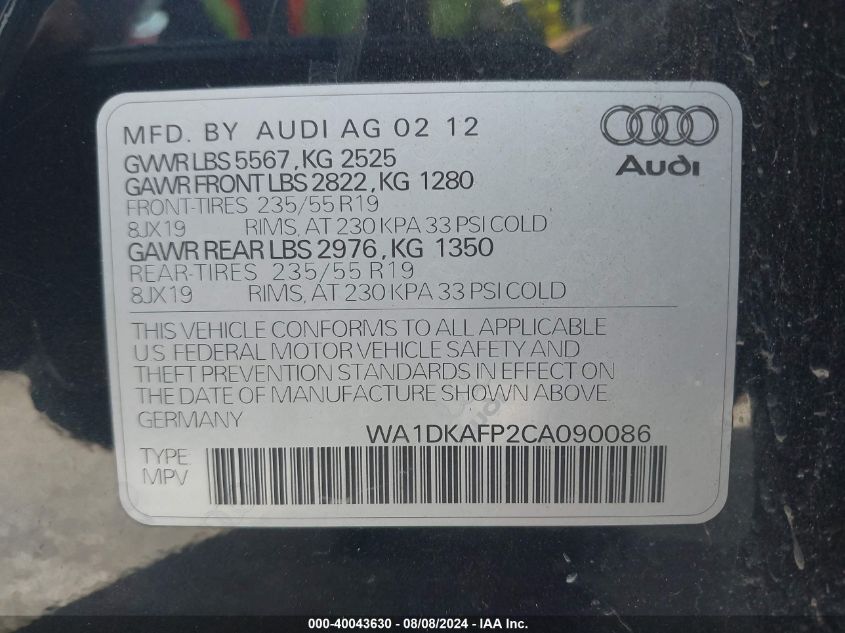 MFD. BY AUDI AG 02 12
Audi
GVWR LBS 5567, KG 2525
GAWR FRONT LBS 2822, KG 1280
FRONT-TIRES 235/55 R19
8JX19 RIMS, AT 230 KPA 33 PSI COLD
GAWR REAR LBS 2976, KG 1350
REAR-TIRES 235/55 R19
8JX19 RIMS, AT 230 KPA 33 PSI COLD
THIS VEHICLE CONFORMS TO ALL APPLICABLE
U.S. FEDERAL MOTOR VEHICLE SAFETY AND
THEFT PREVENTION STANDARDS IN EFFECT ON
THE DATE OF MANUFACTURE SHOWN ABOVE.
GERMANY
WA1DKAFP2CA090086
TYPE:
MPV
000-40043630 - 08/08/2024 - IAA Inc.